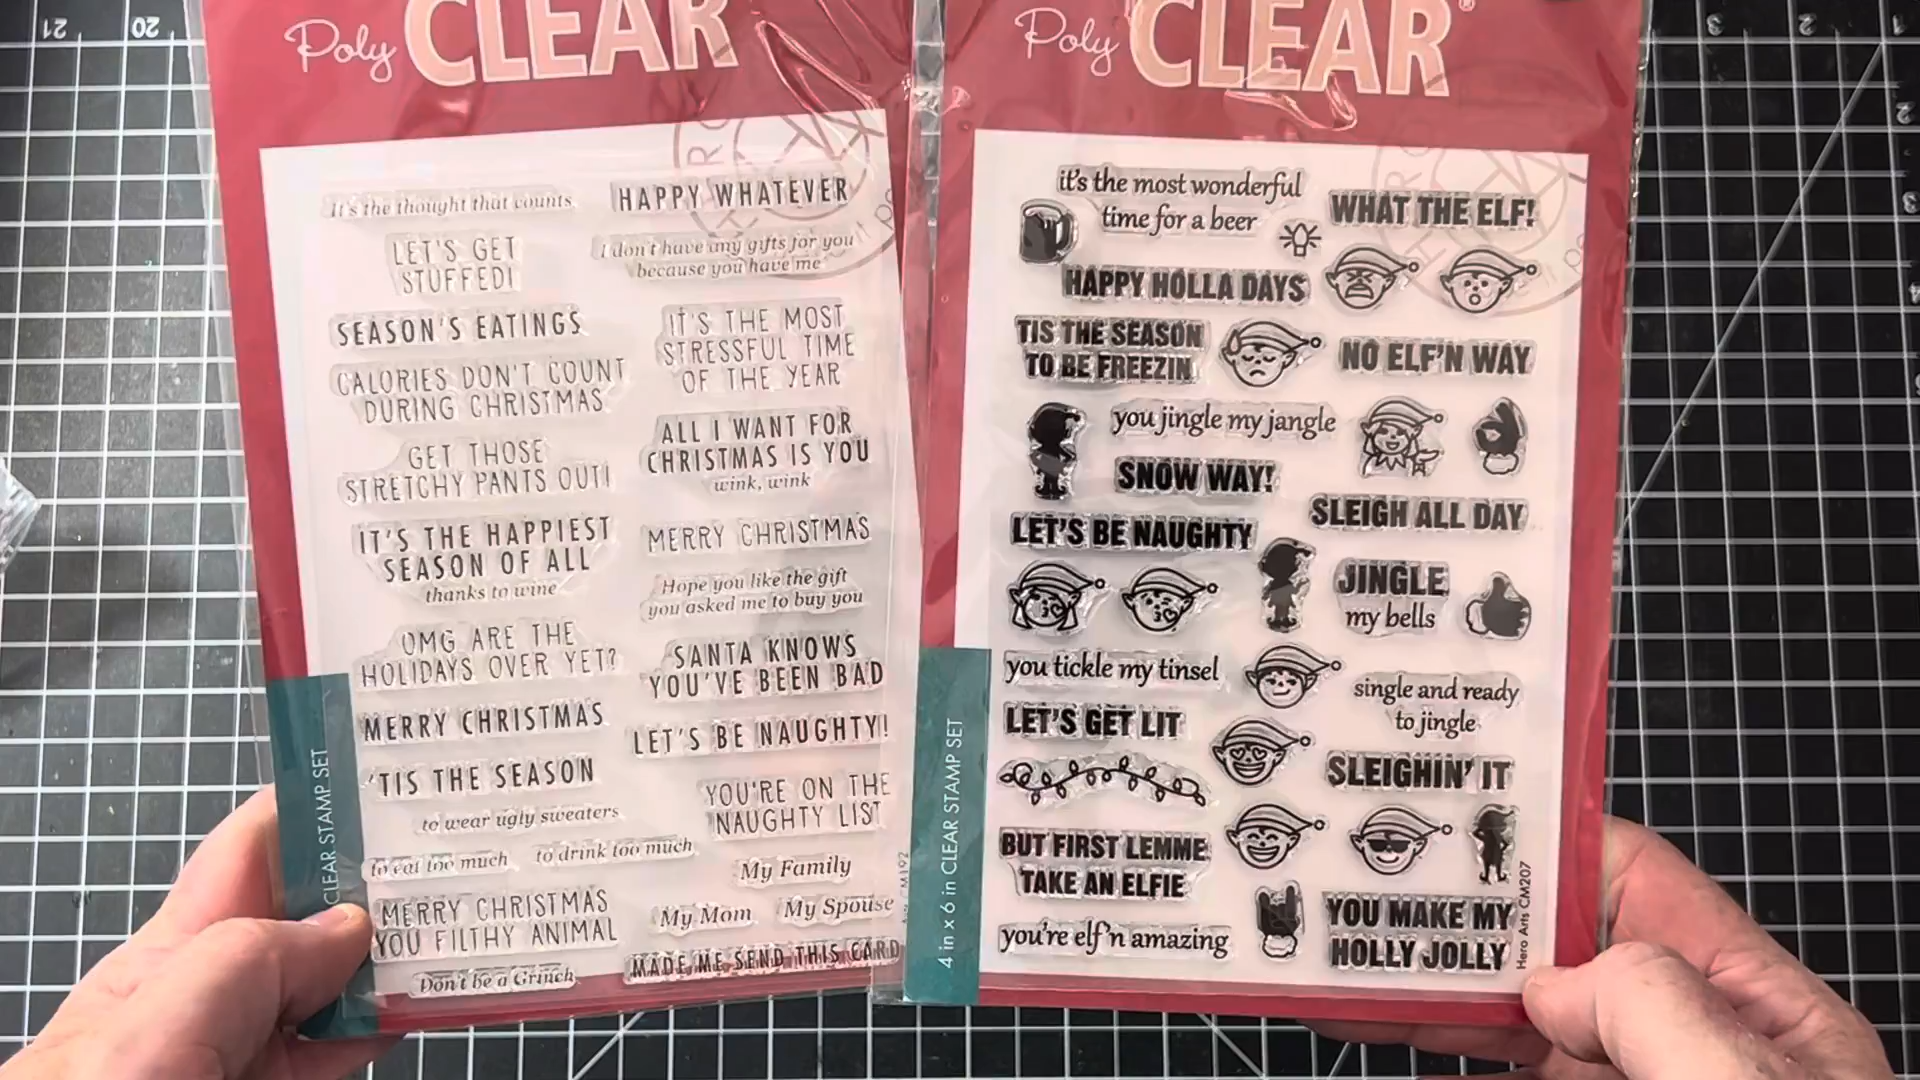 Poly CLEAR
It's the thought that counts
HAPPY WHATEVER
LET'S GET
STUFFED!
I don't have any gifts for you
because you have me
SEASON'S EATINGS
IT'S THE MOST
STRESSFUL TIME
OF THE YEAR
CALORIES DON'T COUNT
DURING CHRISTMAS
ALL I WANT FOR
CHRISTMAS IS YOU
wink, wink
GET THOSE
STRETCHY PANTS OUT!
IT'S THE HAPPIEST
SEASON OF ALL
thanks to wine
MERRY CHRISTMAS
Hope you like the gift
you asked me to buy you
OMG ARE THE
HOLIDAYS OVER YET?
SANTA KNOWS
YOU'VE BEEN BAD
MERRY CHRISTMAS
LET'S BE NAUGHTY!
'TIS THE SEASON
to wear ugly sweaters
YOU'RE ON THE
NAUGHTY LIST
to eat too much
to drink too much
My Family
MERRY CHRISTMAS
YOU FILTHY ANIMAL
My Mom
My Spouse
Don't be a Grinch
MADE ME SEND THIS CARD
CLEAR STAMP SET
Poly CLEAR®
it's the most wonderful
time for a beer
WHAT THE ELF!
HAPPY HOLLA DAYS
TIS THE SEASON
TO BE FREEZIN
NO ELF'N WAY
you jingle my jangle
SNOW WAY!
SLEIGH ALL DAY
LET'S BE NAUGHTY
JINGLE
my bells
you tickle my tinsel
single and ready
to jingle
LET'S GET LIT
SLEIGHIN' IT
BUT FIRST LEMME
TAKE AN ELFIE
YOU MAKE MY
HOLLY JOLLY
you're elf'n amazing
4 in x 6 in CLEAR STAMP SET
Hero Arts CM207
21
20
3
2
1
2
3